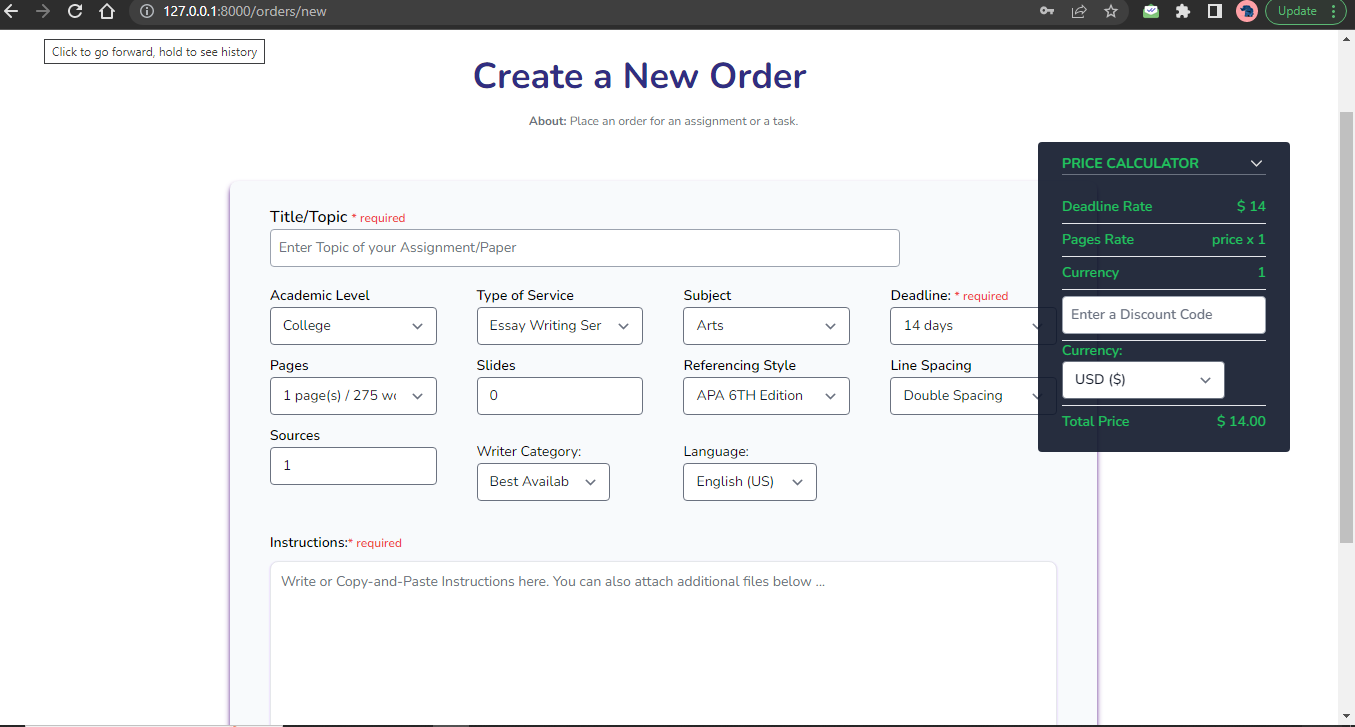 127.0.0.1:8000/orders/new
Update
Click to go forward, hold to see history
Create a New Order
About: Place an order for an assignment or a task.
PRICE CALCULATOR
Deadline Rate $ 14
Pages Rate price x 1
Currency 1
Enter a Discount Code
Currency:
USD ($)
Total Price $ 14.00
Title/Topic * required
Enter Topic of your Assignment/Paper
Academic Level Type of Service Subject Deadline: * required
College Essay Writing Ser Arts 14 days
Pages Slides Referencing Style Line Spacing
1 page(s) / 275 wo 0 APA 6TH Edition Double Spacing
Sources
1
Writer Category: Language:
Best Availab English (US)
Instructions:* required
Write or Copy-and-Paste Instructions here. You can also attach additional files below ...